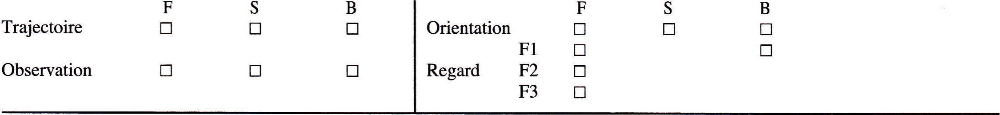 F S B F S B
Trajectoire □ □ □ Orientation □ □ □
F1 □ □
Observation □ □ □ Regard F2 □
F3 □